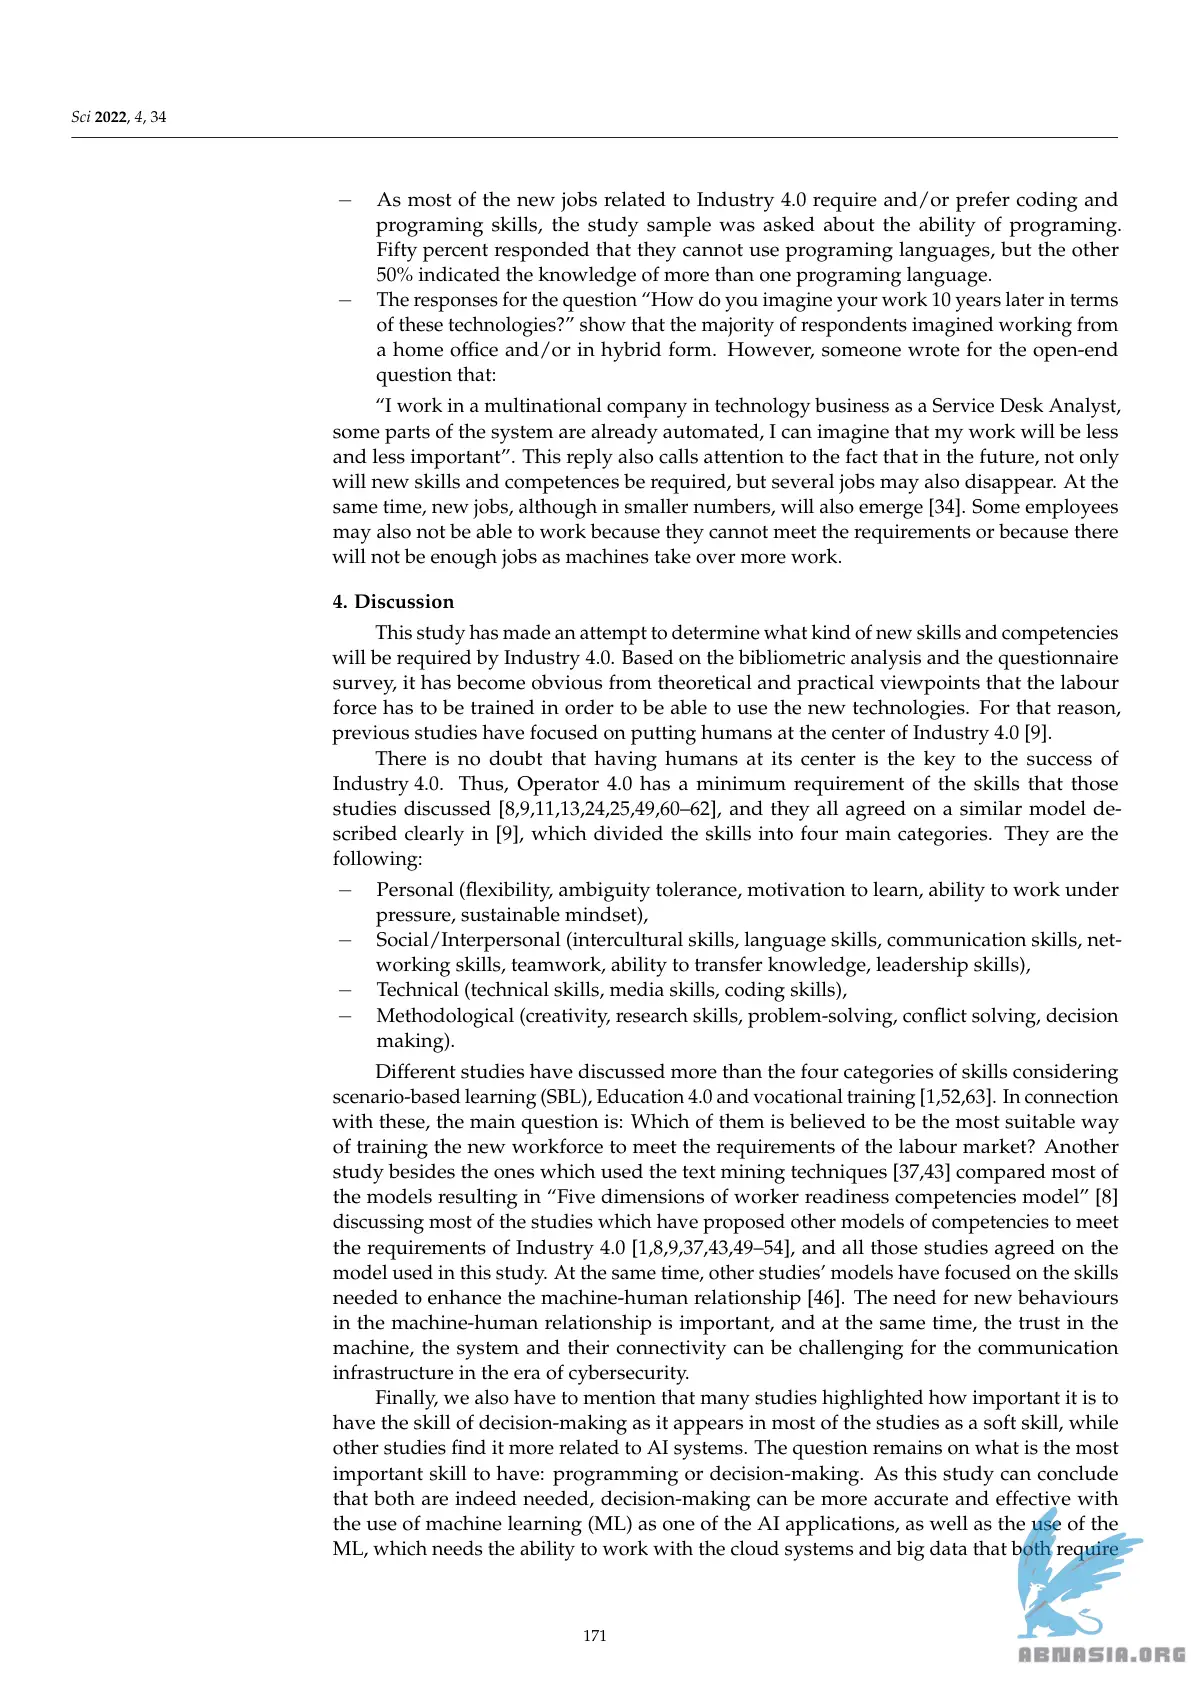 Sci 2022, 4, 34
– As most of the new jobs related to Industry 4.0 require and/or prefer coding and
programing skills, the study sample was asked about the ability of programing.
Fifty percent responded that they cannot use programing languages, but the other
50% indicated the knowledge of more than one programing language.
– The responses for the question “How do you imagine your work 10 years later in terms
of these technologies?” show that the majority of respondents imagined working from
a home office and/or in hybrid form. However, someone wrote for the open-end
question that:
“I work in a multinational company in technology business as a Service Desk Analyst,
some parts of the system are already automated, I can imagine that my work will be less
and less important”. This reply also calls attention to the fact that in the future, not only
will new skills and competences be required, but several jobs may also disappear. At the
same time, new jobs, although in smaller numbers, will also emerge [34]. Some employees
may also not be able to work because they cannot meet the requirements or because there
will not be enough jobs as machines take over more work.
4. Discussion
This study has made an attempt to determine what kind of new skills and competencies
will be required by Industry 4.0. Based on the bibliometric analysis and the questionnaire
survey, it has become obvious from theoretical and practical viewpoints that the labour
force has to be trained in order to be able to use the new technologies. For that reason,
previous studies have focused on putting humans at the center of Industry 4.0 [9].
There is no doubt that having humans at its center is the key to the success of
Industry 4.0. Thus, Operator 4.0 has a minimum requirement of the skills that those
studies discussed [8,9,11,13,24,25,49,60–62], and they all agreed on a similar model de-
scribed clearly in [9], which divided the skills into four main categories. They are the
following:
– Personal (flexibility, ambiguity tolerance, motivation to learn, ability to work under
pressure, sustainable mindset),
– Social/Interpersonal (intercultural skills, language skills, communication skills, net-
working skills, teamwork, ability to transfer knowledge, leadership skills),
– Technical (technical skills, media skills, coding skills),
– Methodological (creativity, research skills, problem-solving, conflict solving, decision
making).
Different studies have discussed more than the four categories of skills considering
scenario-based learning (SBL), Education 4.0 and vocational training [1,52,63]. In connection
with these, the main question is: Which of them is believed to be the most suitable way
of training the new workforce to meet the requirements of the labour market? Another
study besides the ones which used the text mining techniques [37,43] compared most of
the models resulting in “Five dimensions of worker readiness competencies model” [8]
discussing most of the studies which have proposed other models of competencies to meet
the requirements of Industry 4.0 [1,8,9,37,43,49–54], and all those studies agreed on the
model used in this study. At the same time, other studies’ models have focused on the skills
needed to enhance the machine-human relationship [46]. The need for new behaviours
in the machine-human relationship is important, and at the same time, the trust in the
machine, the system and their connectivity can be challenging for the communication
infrastructure in the era of cybersecurity.
Finally, we also have to mention that many studies highlighted how important it is to
have the skill of decision-making as it appears in most of the studies as a soft skill, while
other studies find it more related to AI systems. The question remains on what is the most
important skill to have: programming or decision-making. As this study can conclude
that both are indeed needed, decision-making can be more accurate and effective with
the use of machine learning (ML) as one of the AI applications, as well as the use of the
ML, which needs the ability to work with the cloud systems and big data that both require
171
ABNASIA.ORG